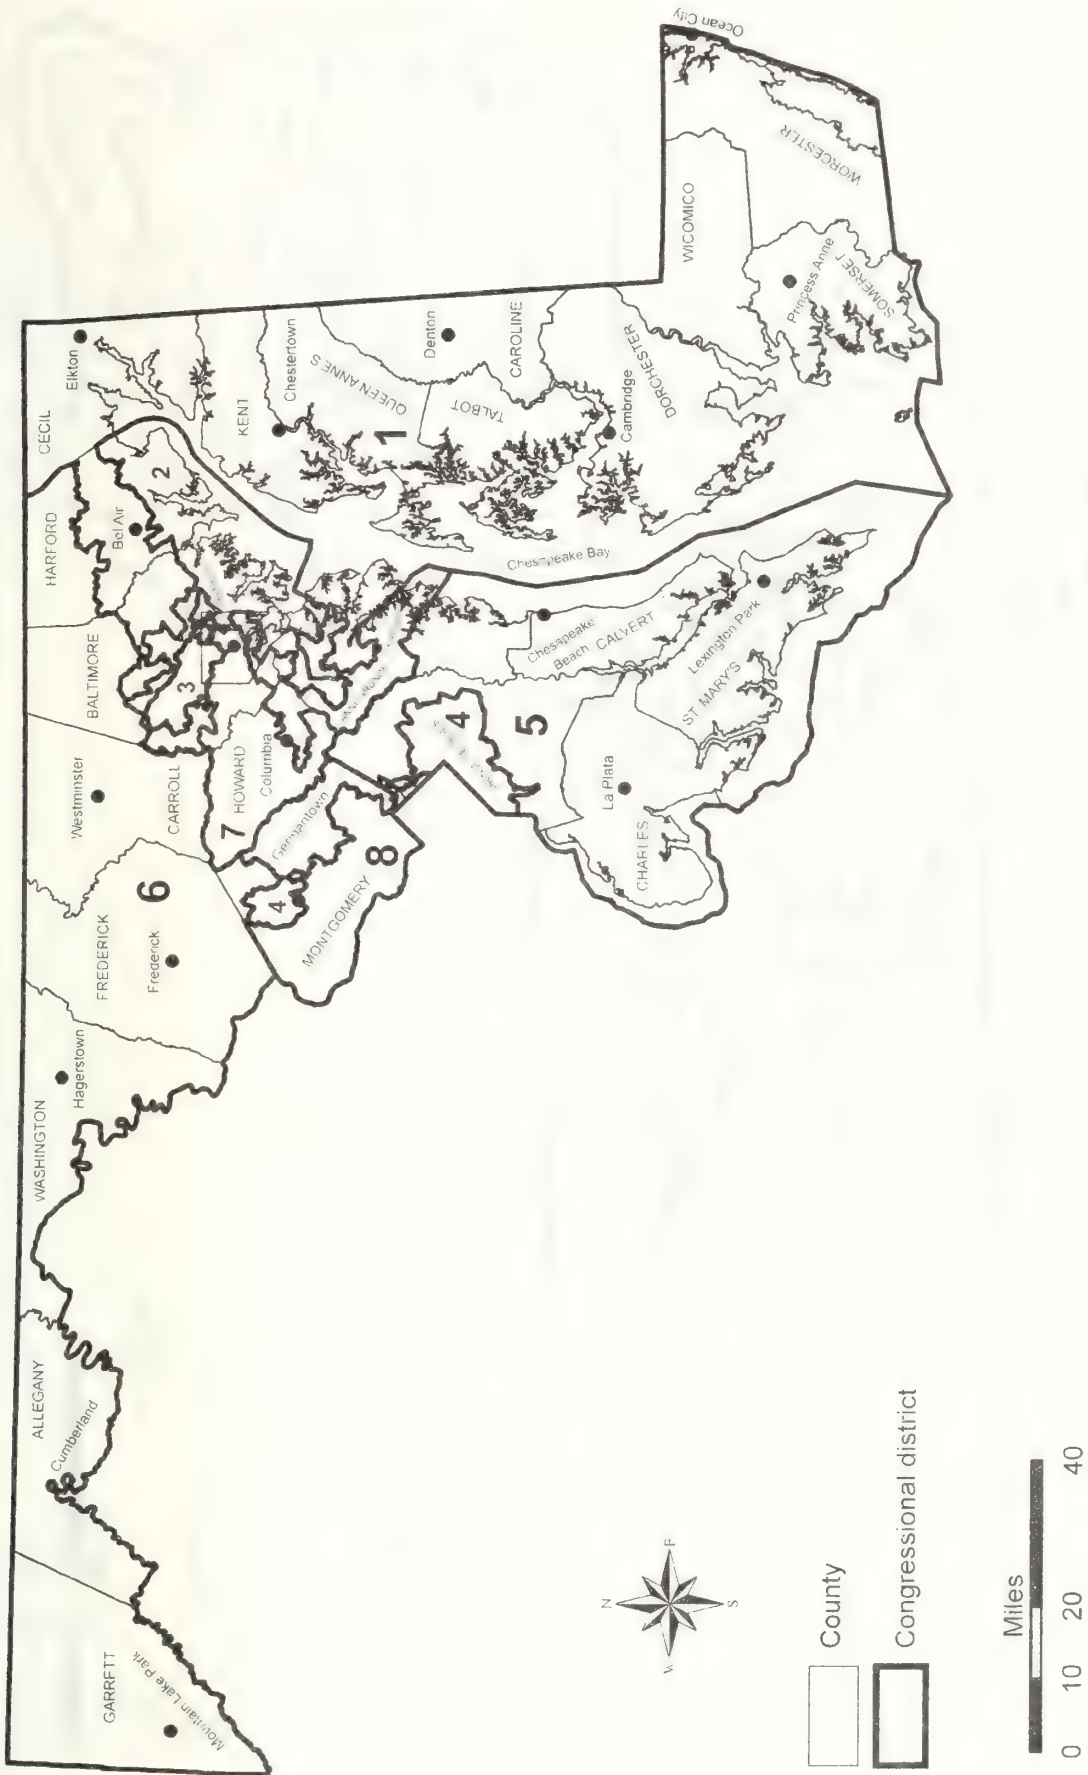 GARRETT
Mountain Lake Park
ALLEGANY
Cumberland
WASHINGTON
Hagerstown
FREDERICK
Frederick
6
Westminster
CARROLL
BALTIMORE
HARFORD
Bel Air
CECIL
Elkton
2
3
7
HOWARD
Columbia
Germantown
4
MONTGOMERY
8
4
5
KENT
Chestertown
QUEEN ANNE'S
1
TALBOT
Denton
CAROLINE
Cambridge
DORCHESTER
Chesapeake Bay
Chesapeake
Beach
CALVERT
Lexington Park
ST MARY'S
La Plata
CHARLES
WICOMICO
Princess Anne
SOMERSET
WORCESTER
Ocean City
N
W
E
S
County
Congressional district
Miles
0 10 20 40